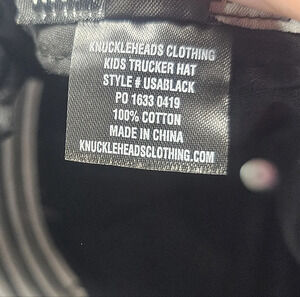 KNUCKLEHEADS CLOTHING
KIDS TRUCKER HAT
STYLE # USABLACK
PO 1633 0419
100% COTTON
MADE IN CHINA
KNUCKLEHEADSCLOTHING.COM